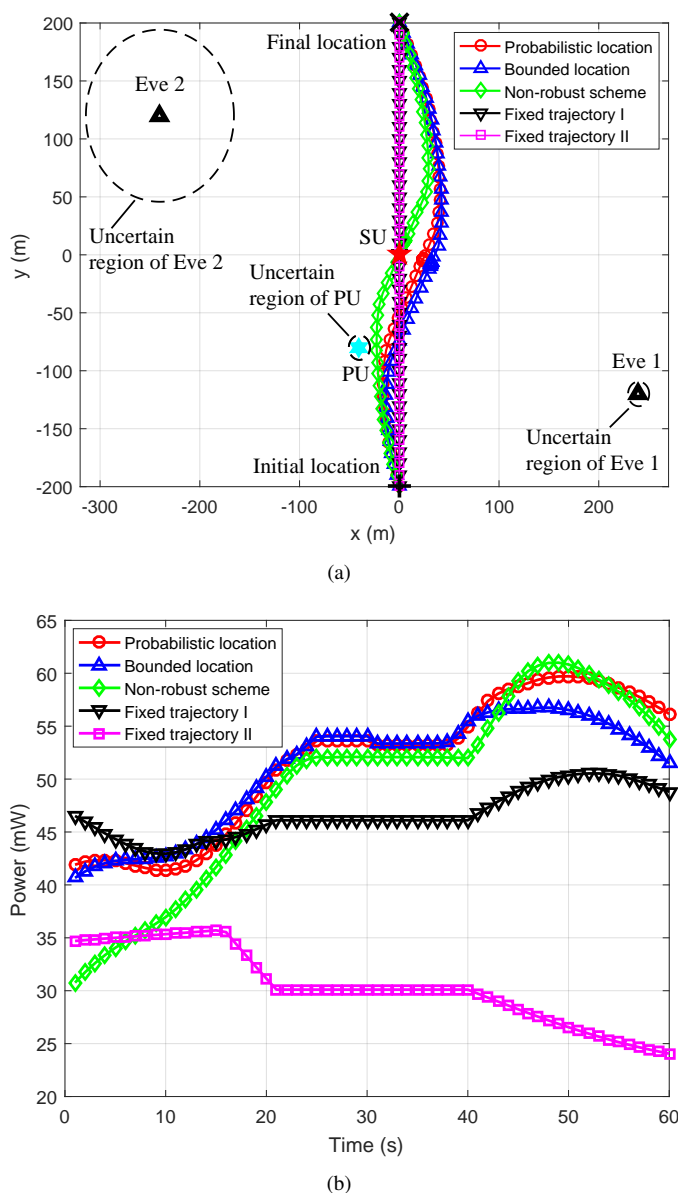 200
150
100
50
0
-50
-100
-150
-200
y (m)
-300
-200
-100
0
100
200
x (m)
Final location
Probabilistic location
Bounded location
Non-robust scheme
Fixed trajectory I
Fixed trajectory II
Eve 2
Uncertain
region of Eve 2
SU
Uncertain
region of PU
PU
Eve 1
Uncertain
region of Eve 1
Initial location
(a)
65
60
55
50
45
40
35
30
25
20
Power (mW)
Probabilistic location
Bounded location
Non-robust scheme
Fixed trajectory I
Fixed trajectory II
0
10
20
30
40
50
60
Time (s)
(b)